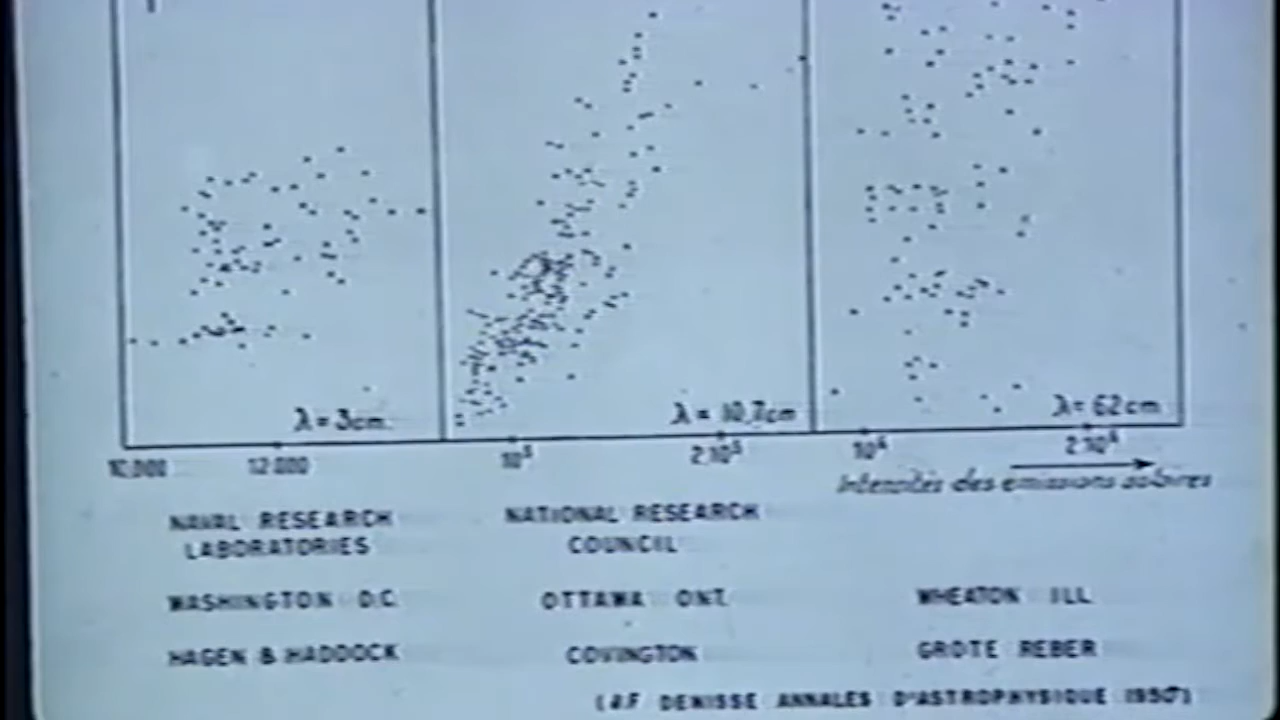 λ = 3cm. λ = 10,7cm λ = 62cm
10.000 12.000 10⁵ 2.10⁵ 10⁶ 2.10⁶
Intensités des émissions solaires
NAVAL RESEARCH NATIONAL RESEARCH
LABORATORIES COUNCIL
WASHINGTON D.C. OTTAWA ONT. WHEATON ILL.
HAGEN & HADDOCK COVINGTON GROTE REBER
(J.F DENISSE ANNALES D'ASTROPHYSIQUE 1950)